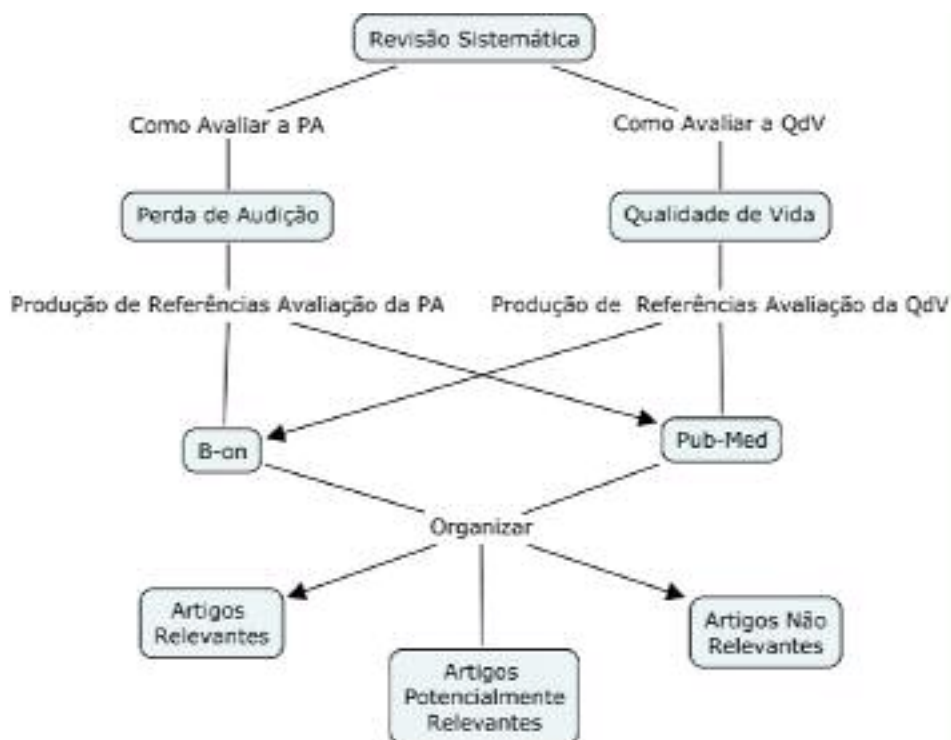 Revisão Sistemática
Como Avaliar a PA
Como Avaliar a QdV
Perda de Audição
Qualidade de Vida
Produção de Referências Avaliação da PA
Produção de Referências Avaliação da QdV
B-on
Pub-Med
Organizar
Artigos
Relevantes
Artigos
Potencialmente
Relevantes
Artigos Não
Relevantes